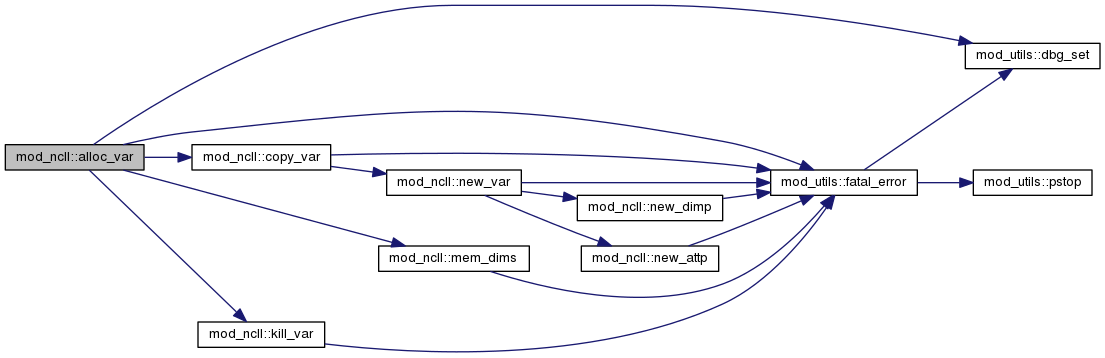 mod_utils::dbg_set
mod_ncll::alloc_var
mod_ncll::copy_var
mod_ncll::new_var
mod_utils::fatal_error
mod_utils::pstop
mod_ncll::new_dimp
mod_ncll::mem_dims
mod_ncll::new_attp
mod_ncll::kill_var